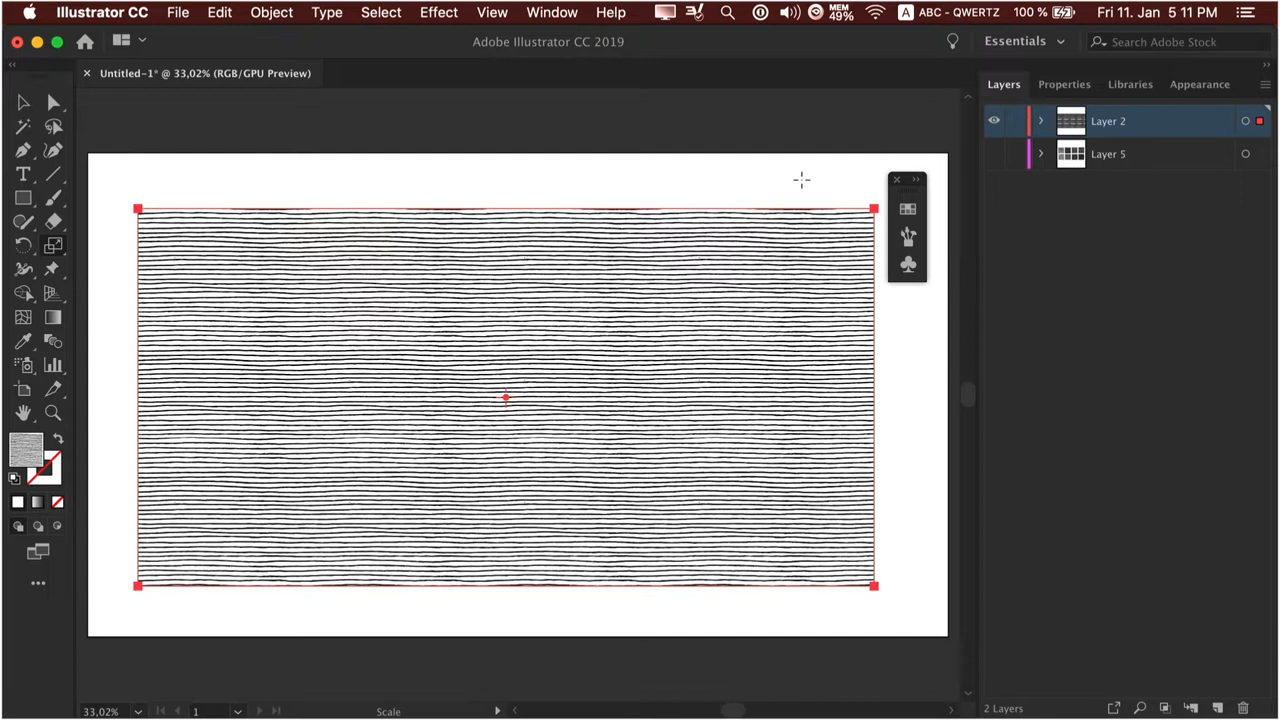 Illustrator CC File Edit Object Type Select Effect View Window Help MEM 49% A ABC - QWERTZ 100 % Fri 11. Jan 5 11 PM
Adobe Illustrator CC 2019 Essentials Search Adobe Stock
Untitled-1* @ 33,02% (RGB/GPU Preview)
Layers Properties Libraries Appearance
Layer 2
Layer 5
T
33,02% 1 Scale 2 Layers